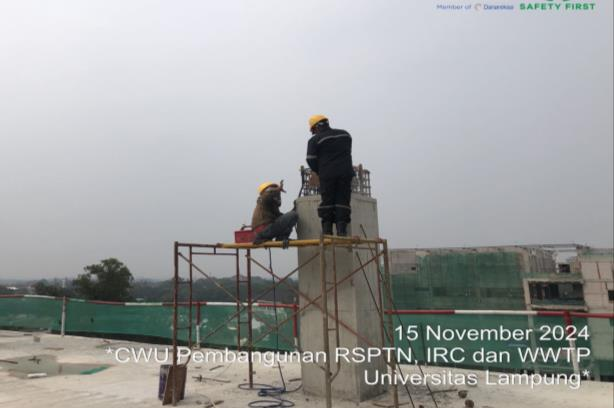 Member of Danareksa
SAFETY FIRST
15 November 2024
*CWU Pembangunan RSPTN, IRC dan WWTP
Universitas Lampung*